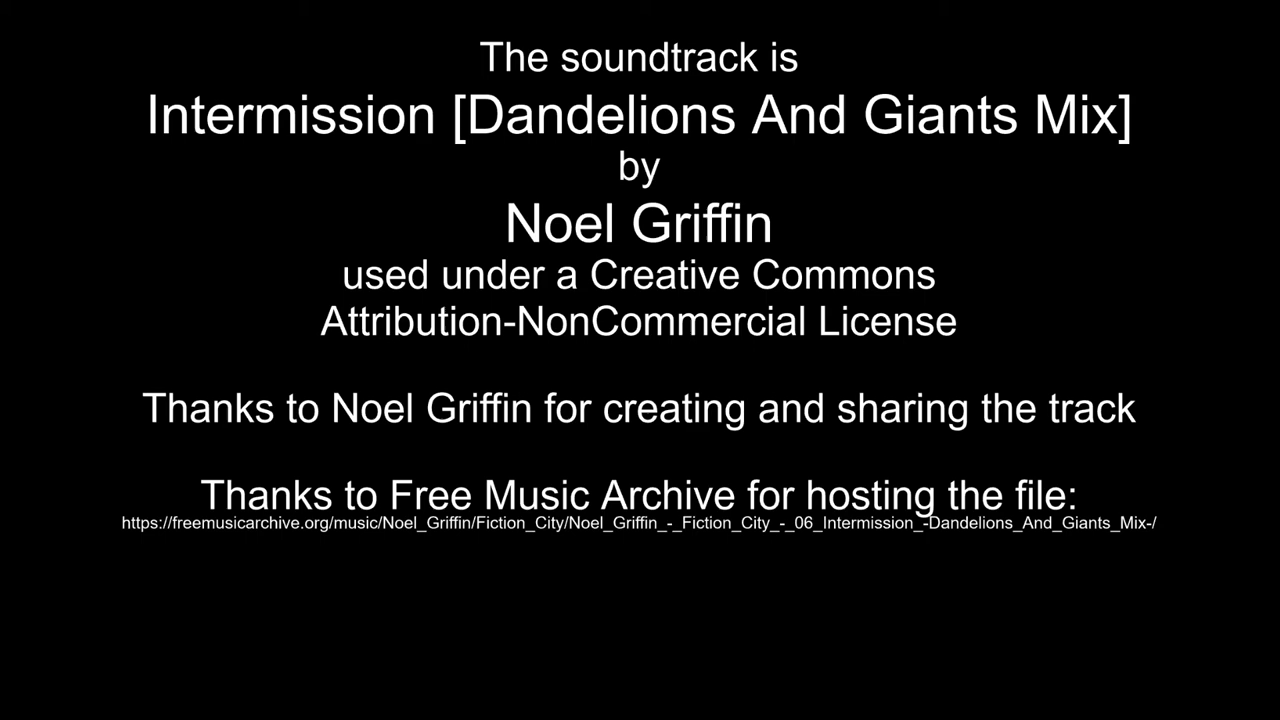 The soundtrack is
Intermission [Dandelions And Giants Mix]
by
Noel Griffin
used under a Creative Commons
Attribution-NonCommercial License
Thanks to Noel Griffin for creating and sharing the track
Thanks to Free Music Archive for hosting the file:
https://freemusicarchive.org/music/Noel_Griffin/Fiction_City/Noel_Griffin_-_Fiction_City_-_06_Intermission_-Dandelions_And_Giants_Mix-/